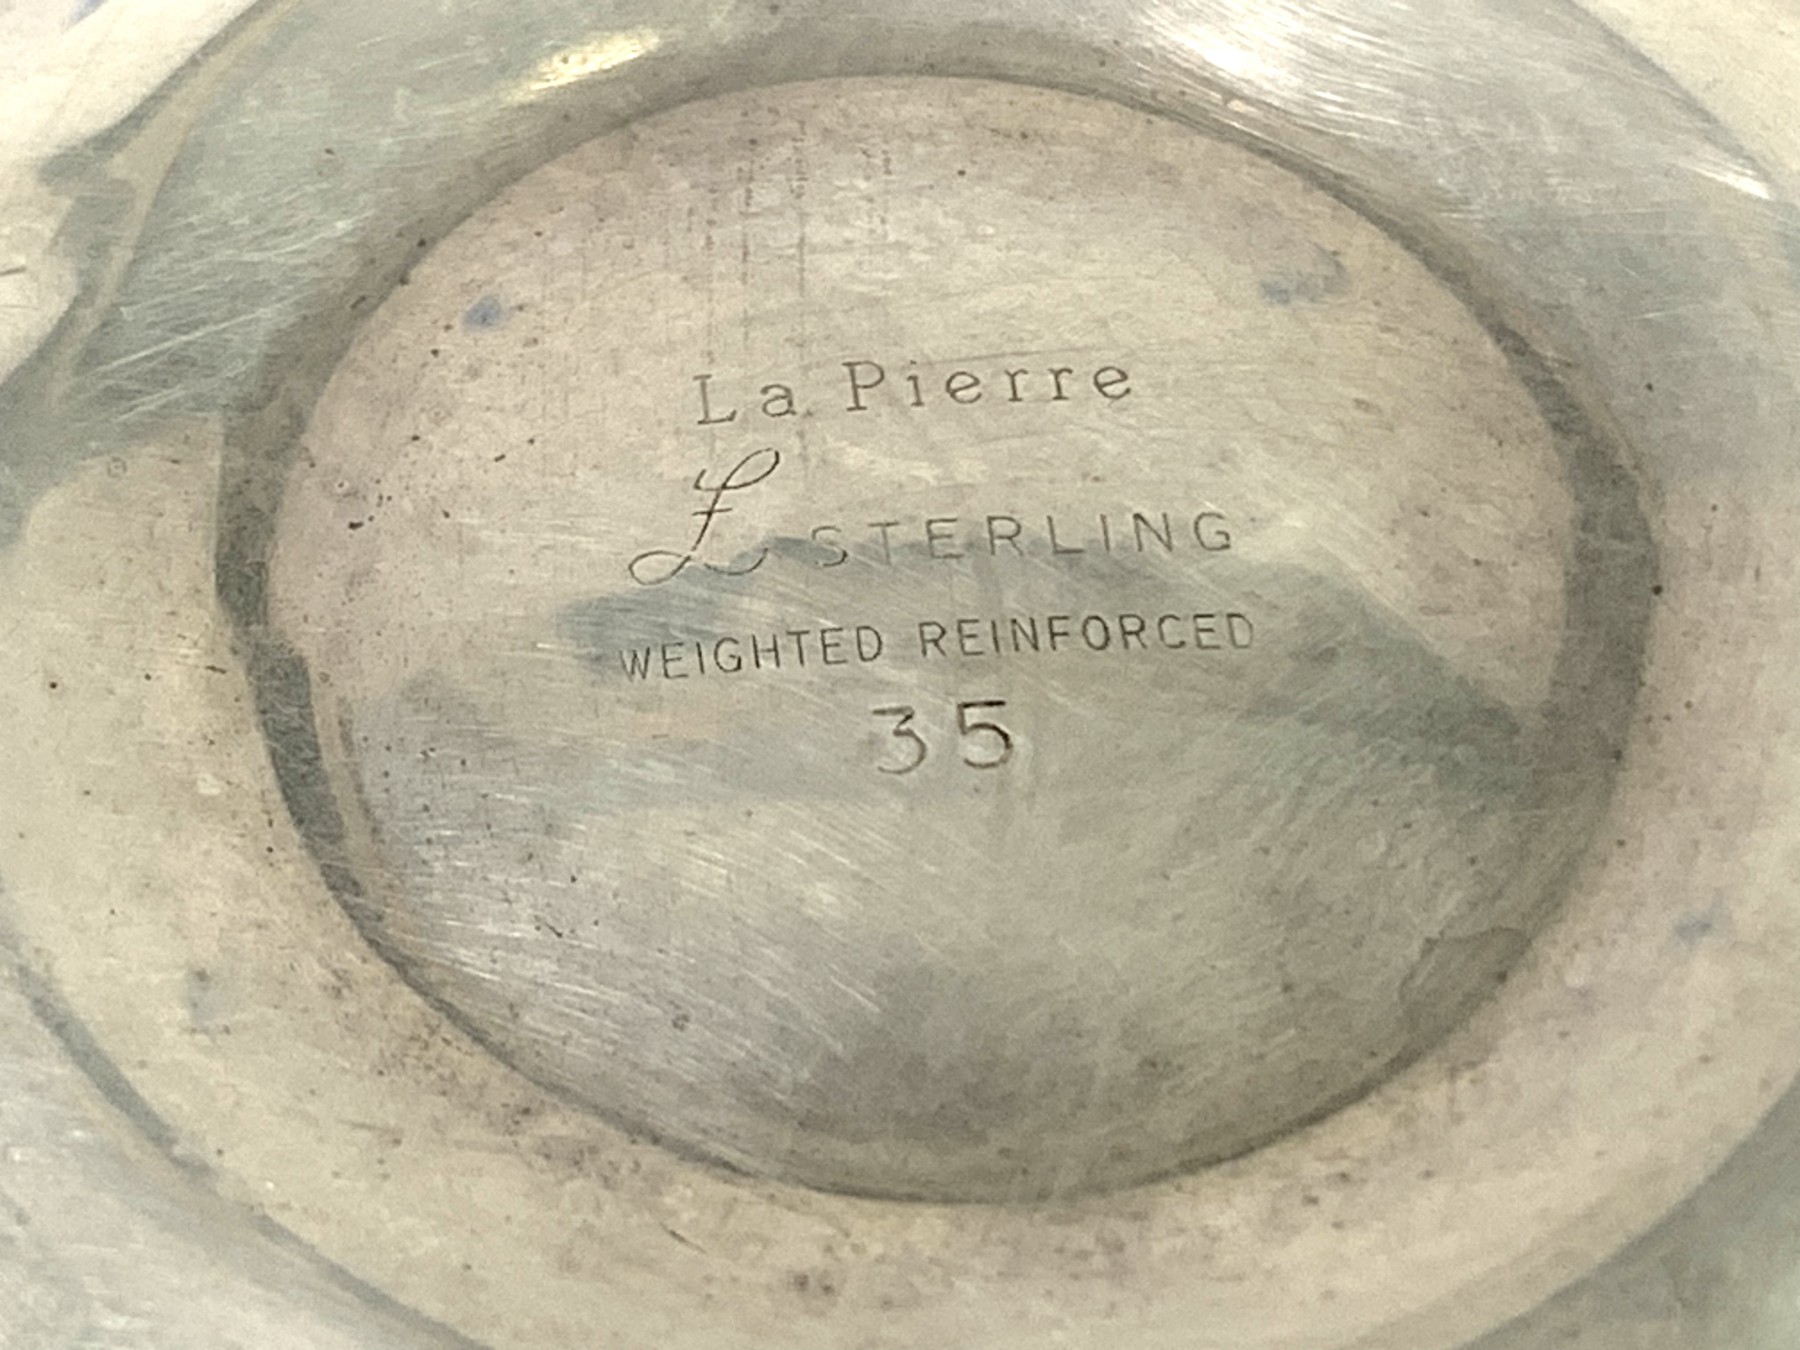 La Pierre
L STERLING
WEIGHTED REINFORCED
35